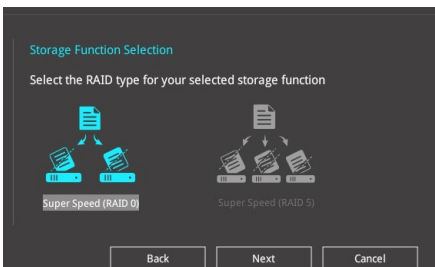 Storage Function Selection
Select the RAID type for your selected storage function
Super Speed (RAID 0)
Super Speed (RAID 5)
Back
Next
Cancel